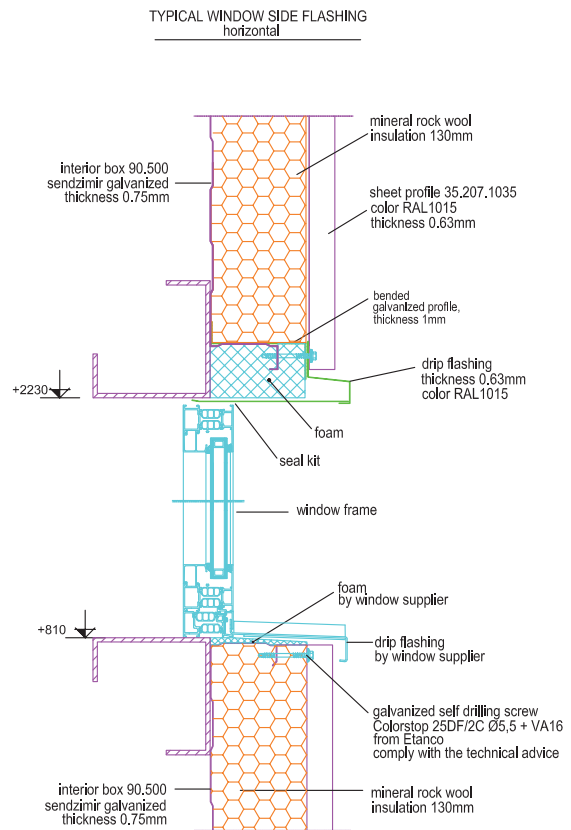 TYPICAL WINDOW SIDE FLASHING
horizontal
mineral rock wool
insulation 130mm
interior box 90.500
sendzimir galvanized
thickness 0.75mm
sheet profile 35.207.1035
color RAL1015
thickness 0.63mm
bended
galvanized profile,
thickness 1mm
drip flashing
thickness 0.63mm
color RAL1015
+2230
foam
seal kit
window frame
foam
by window supplier
+810
drip flashing
by window supplier
galvanized self drilling screw
Colorstop 25DF/2C Ø5,5 + VA16
from Etanco
comply with the technical advice
interior box 90.500
sendzimir galvanized
thickness 0.75mm
mineral rock wool
insulation 130mm